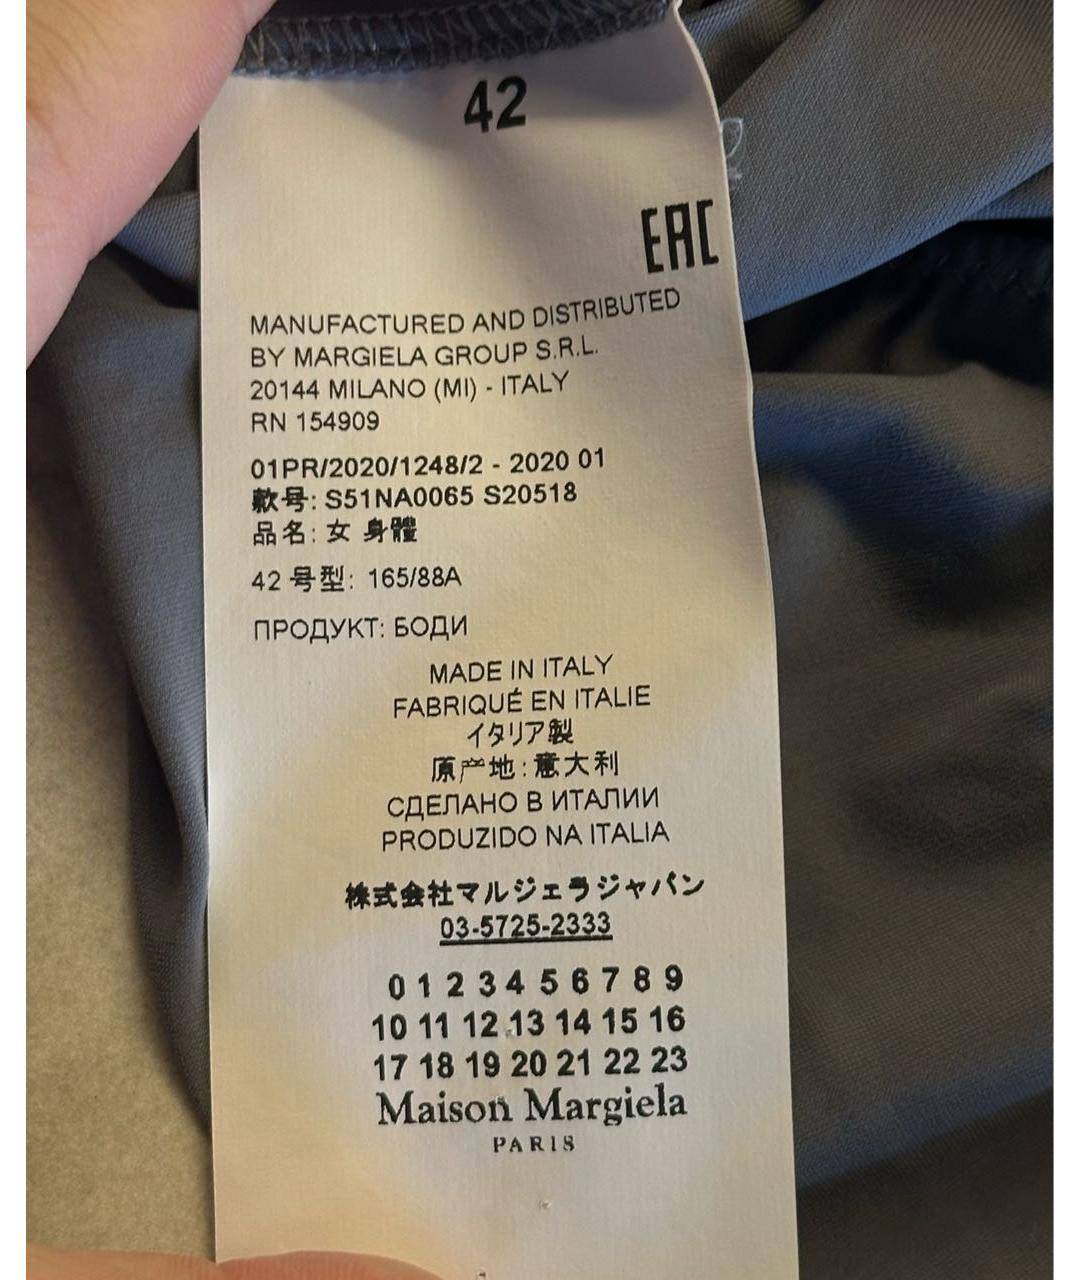 42
EAC
MANUFACTURED AND DISTRIBUTED
BY MARGIELA GROUP S.R.L.
20144 MILANO (MI) - ITALY
RN 154909
01PR/2020/1248/2 - 2020 01
款号: S51NA0065 S20518
品名: 女 身體
42 号型: 165/88A
ПРОДУКТ: БОДИ
MADE IN ITALY
FABRIQUÉ EN ITALIE
イタリア製
原产地: 意大利
СДЕЛАНО В ИТАЛИИ
PRODUZIDO NA ITALIA
株式会社マルジェラジャパン
03-5725-2333
0 1 2 3 4 5 6 7 8 9
10 11 12 13 14 15 16
17 18 19 20 21 22 23
Maison Margiela
PARIS